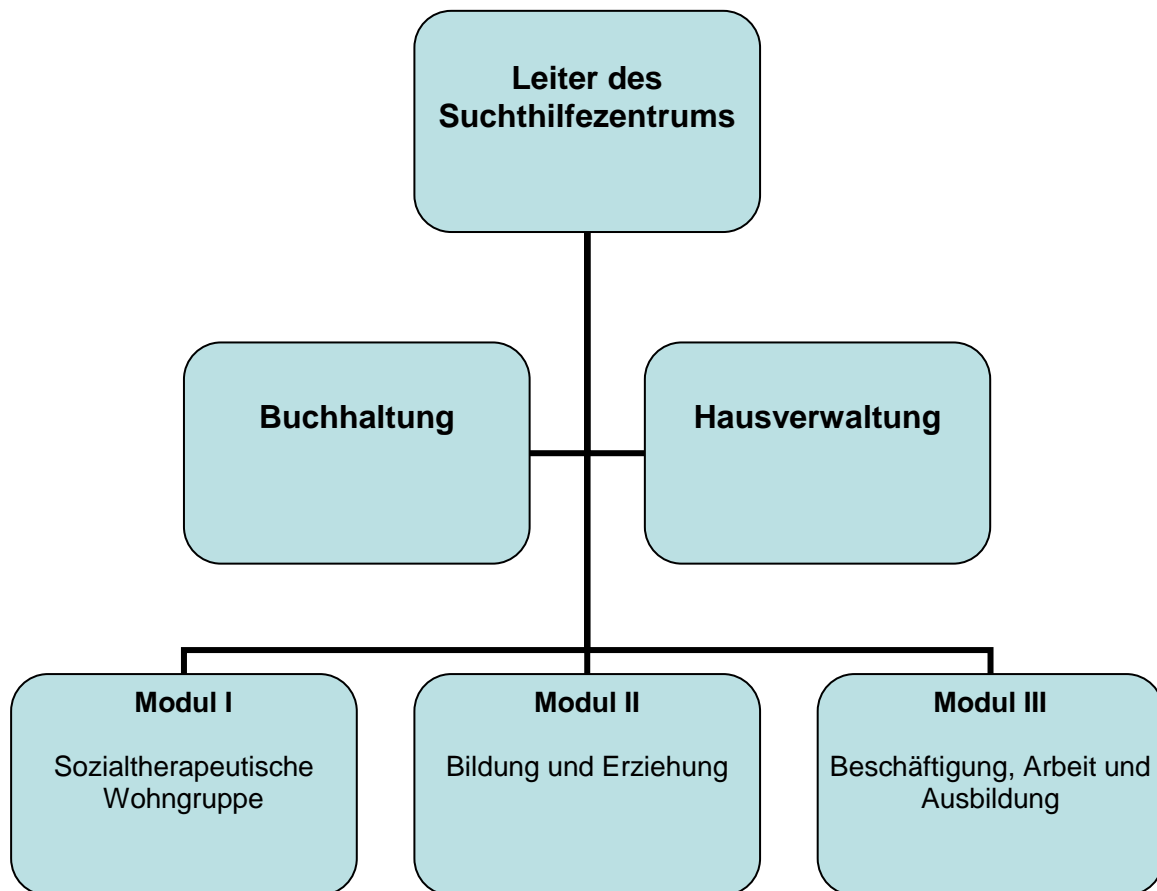 Leiter des
Suchthilfezentrums
Buchhaltung
Hausverwaltung
Modul I
Sozialtherapeutische
Wohngruppe
Modul II
Bildung und Erziehung
Modul III
Beschäftigung, Arbeit und
Ausbildung